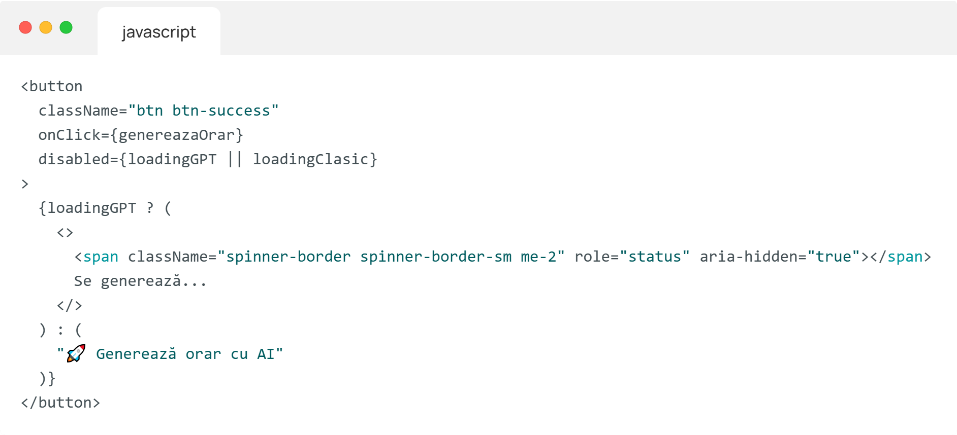 javascript
<button
  className="btn btn-success"
  onClick={genereazaOrar}
  disabled={loadingGPT || loadingClasic}
>
  {loadingGPT ? (
    <>
      <span className="spinner-border spinner-border-sm me-2" role="status" aria-hidden="true"></span>
      Se generează...
    </>
  ) : (
    "🚀 Generează orar cu AI"
  )}
</button>